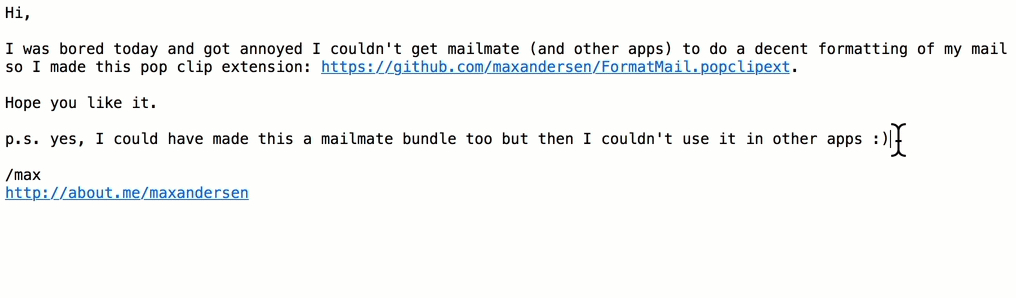 Hi,
I was bored today and got annoyed I couldn't get mailmate (and other apps) to do a decent formatting of my mail
so I made this pop clip extension: https://github.com/maxandersen/FormatMail.popclipext.
Hope you like it.
p.s. yes, I could have made this a mailmate bundle too but then I couldn't use it in other apps :)
/max
http://about.me/maxandersen